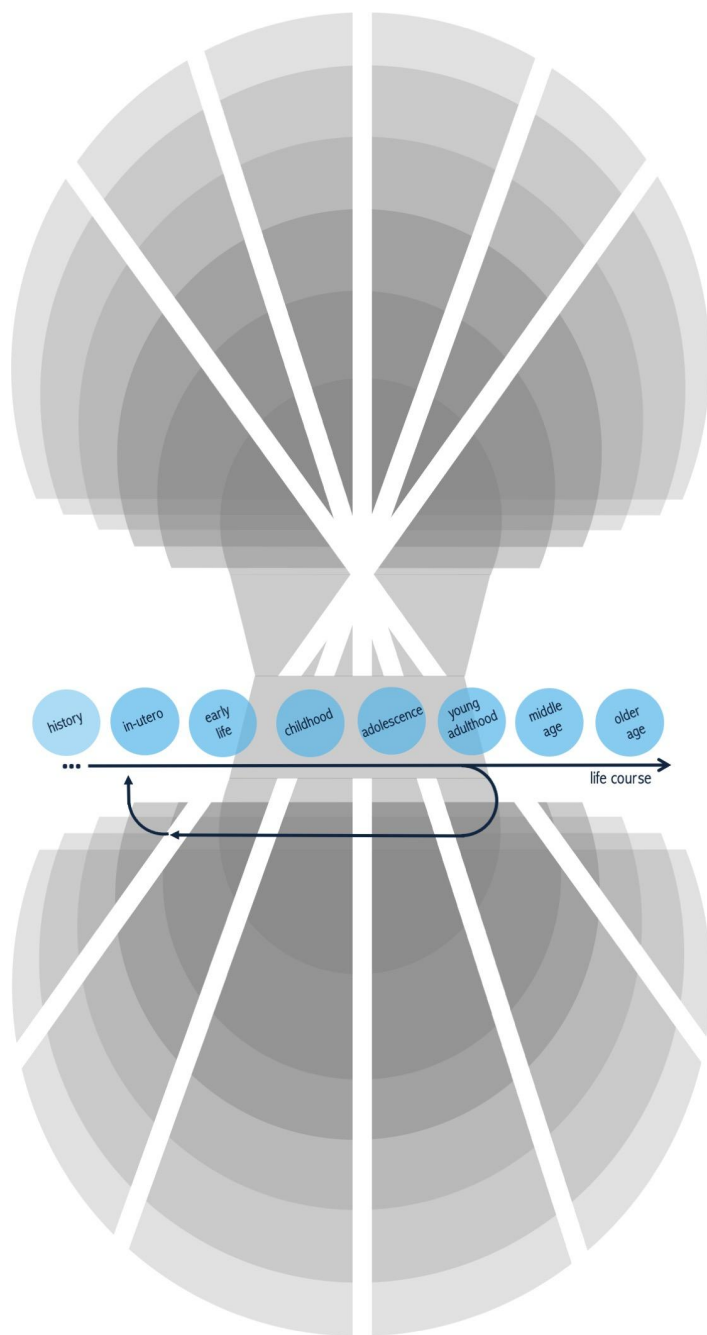 history
in-utero
early
life
childhood
adolescence
young
adulthood
middle
age
older
age
...
life course